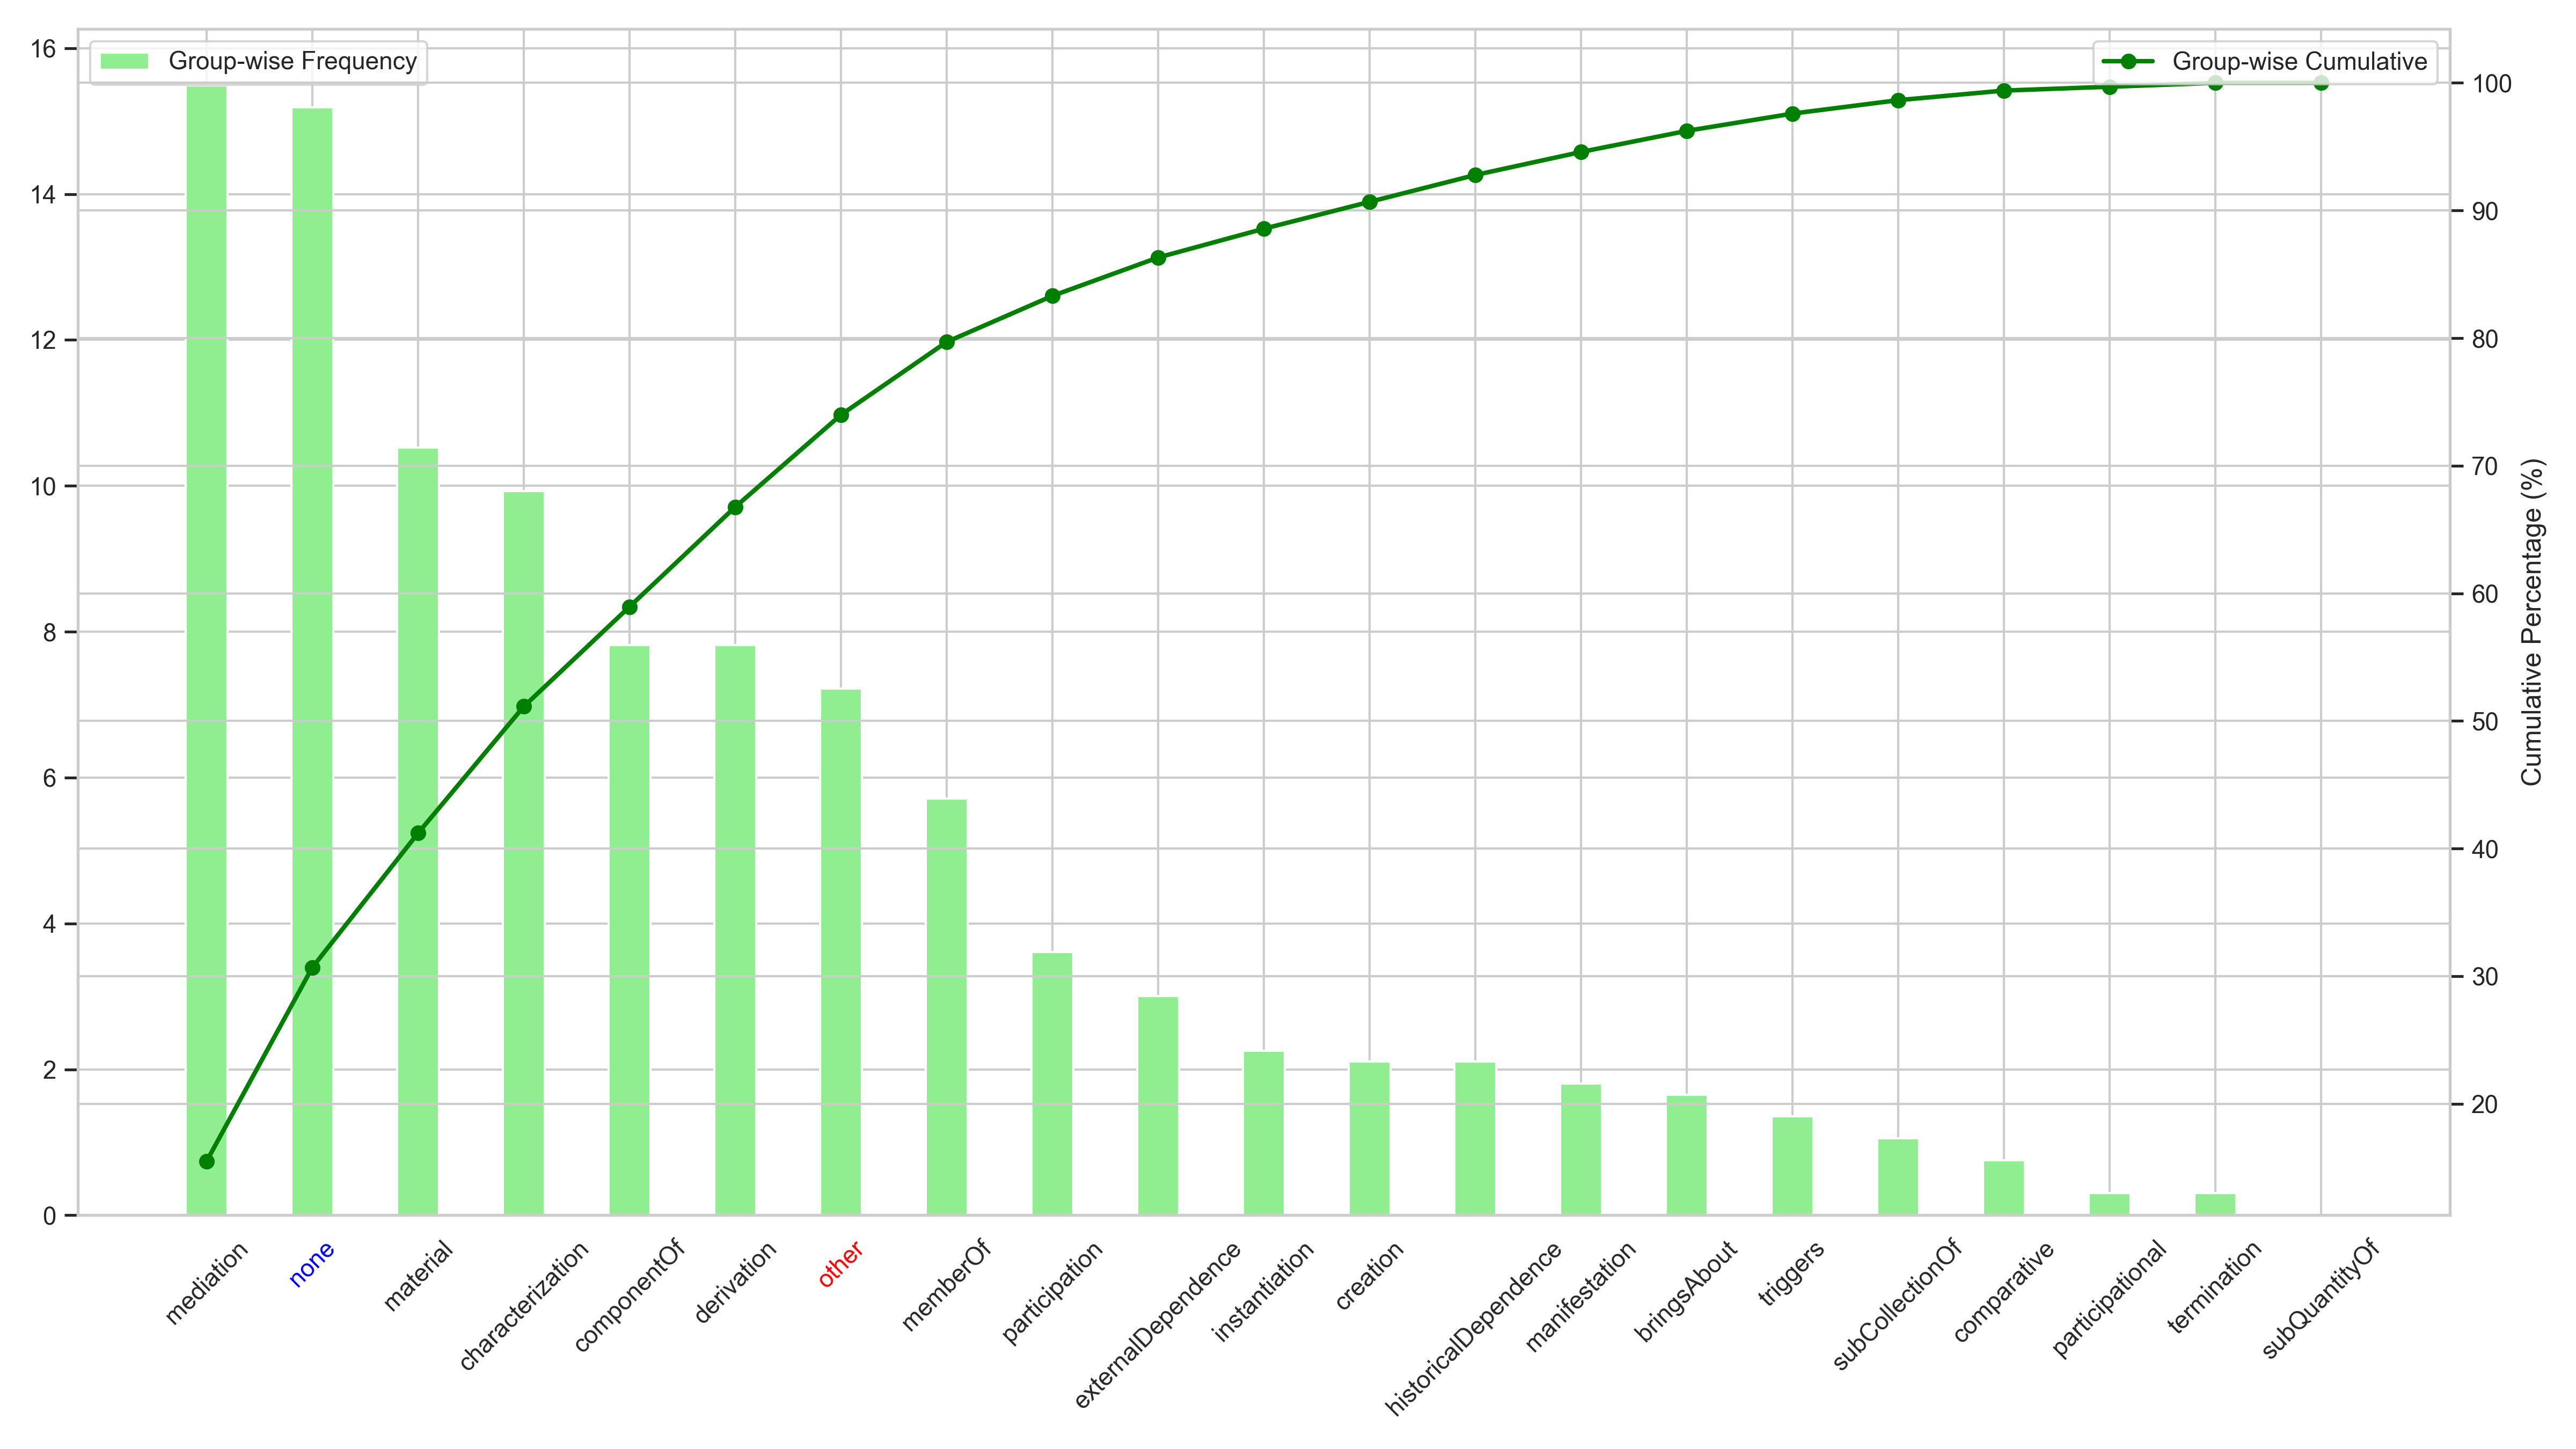 Group-wise Frequency
Group-wise Cumulative
16
14
12
10
8
6
4
2
0
100
90
80
70
60
50
40
30
20
Cumulative Percentage (%)
mediation
none
material
characterization
componentOf
derivation
other
memberOf
participation
externalDependence
instantiation
creation
historicalDependence
manifestation
bringsAbout
triggers
subCollectionOf
comparative
participational
termination
subQuantityOf